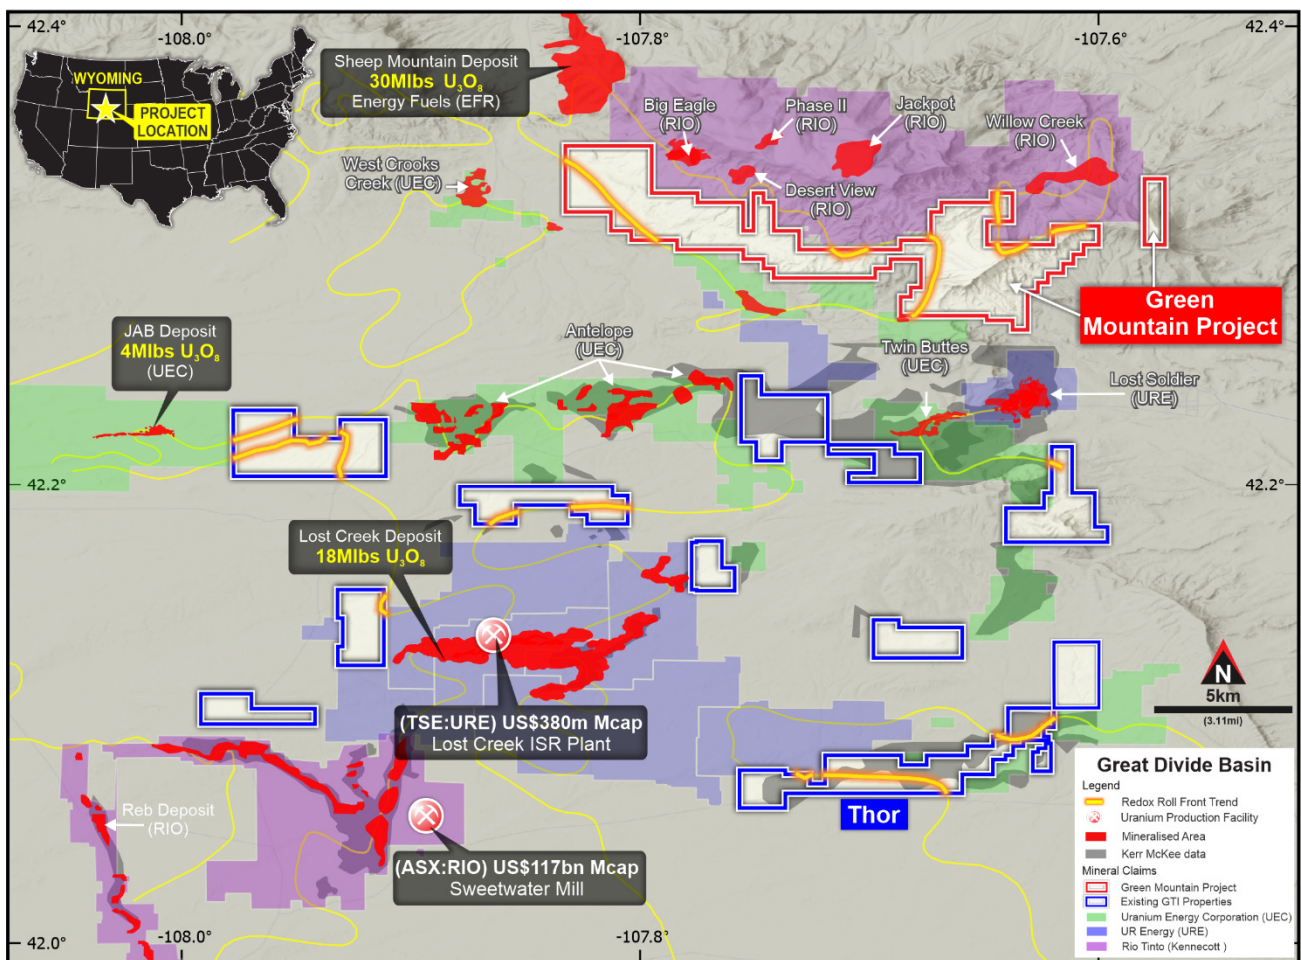 42.4°
-108.0°
-107.8°
-107.6°
42.4°
WYOMING
PROJECT
LOCATION
Sheep Mountain Deposit
30Mlbs U₃O₈
Energy Fuels (EFR)
Big Eagle
(RIO)
Phase II
(RIO)
Jackpot
(RIO)
Willow Creek
(RIO)
West Crooks
Creek (UEC)
Desert View
(RIO)
Green
Mountain Project
JAB Deposit
4Mlbs U₃O₈
(UEC)
Antelope
(UEC)
Twin Buttes
(UEC)
Lost Soldier
(URE)
42.2°
42.2°
Lost Creek Deposit
18Mlbs U₃O₈
N
5km
(3.11mi)
(TSE:URE) US$380m Mcap
Lost Creek ISR Plant
Reb Deposit
(RIO)
Thor
(ASX:RIO) US$117bn Mcap
Sweetwater Mill
Great Divide Basin
Legend
Redox Roll Front Trend
Uranium Production Facility
Mineralised Area
Kerr McKee data
Mineral Claims
Green Mountain Project
Existing GTI Properties
Uranium Energy Corporation (UEC)
UR Energy (URE)
Rio Tinto (Kennecott )
42.0°
-108.0°
-107.8°